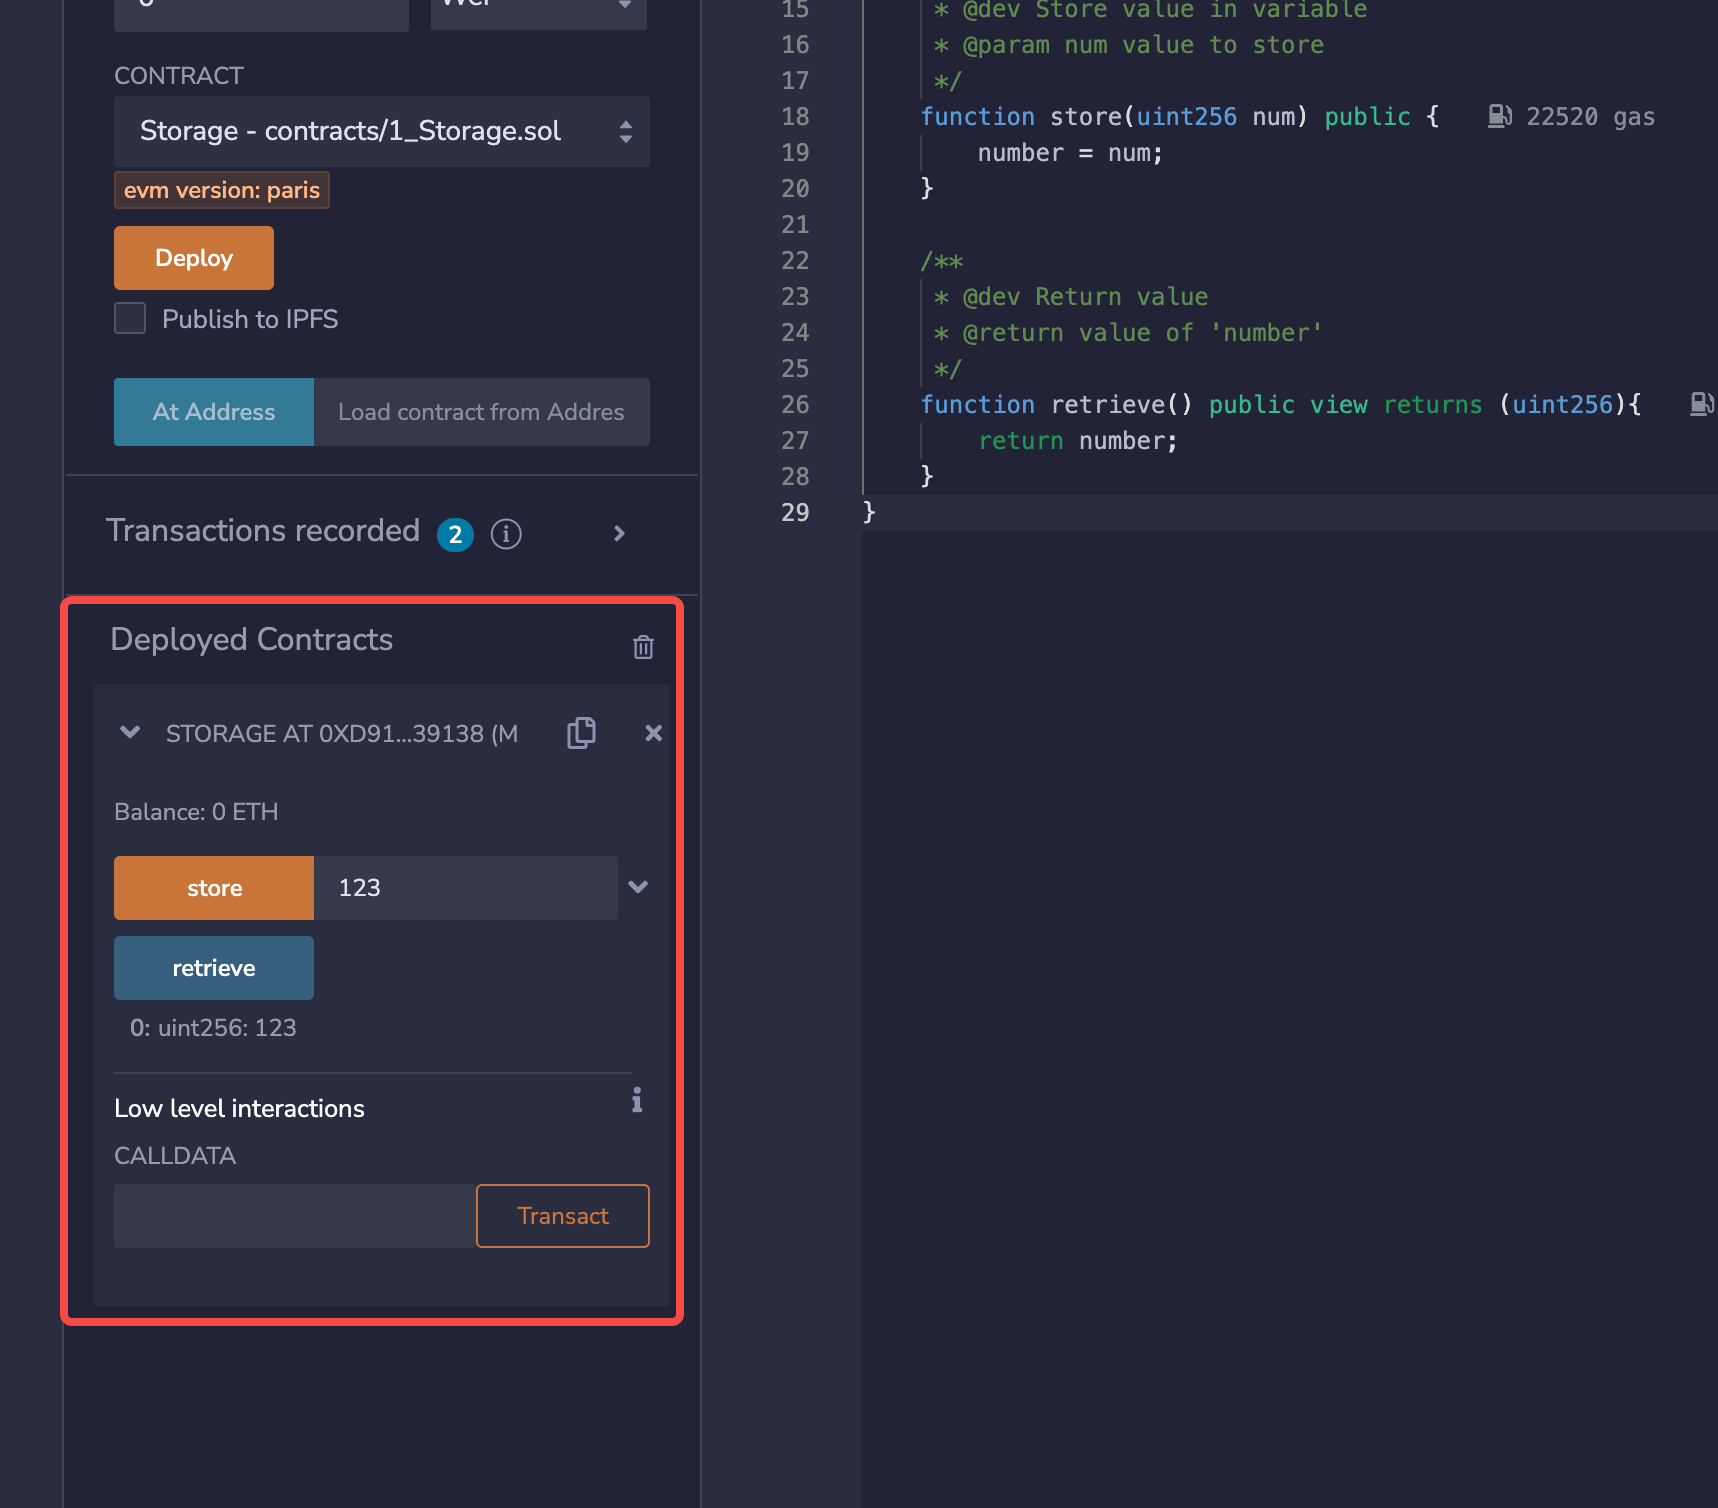 CONTRACT
Storage - contracts/1_Storage.sol
evm version: paris
Deploy
Publish to IPFS
At Address
Load contract from Addres
Transactions recorded 2
Deployed Contracts
STORAGE AT 0XD91...39138 (M
Balance: 0 ETH
store 123
retrieve
0: uint256: 123
Low level interactions
CALLDATA
Transact
15 * @dev Store value in variable
16 * @param num value to store
17 */
18 function store(uint256 num) public { 22520 gas
19 number = num;
20 }
21
22 /**
23 * @dev Return value
24 * @return value of 'number'
25 */
26 function retrieve() public view returns (uint256){
27 return number;
28 }
29 }